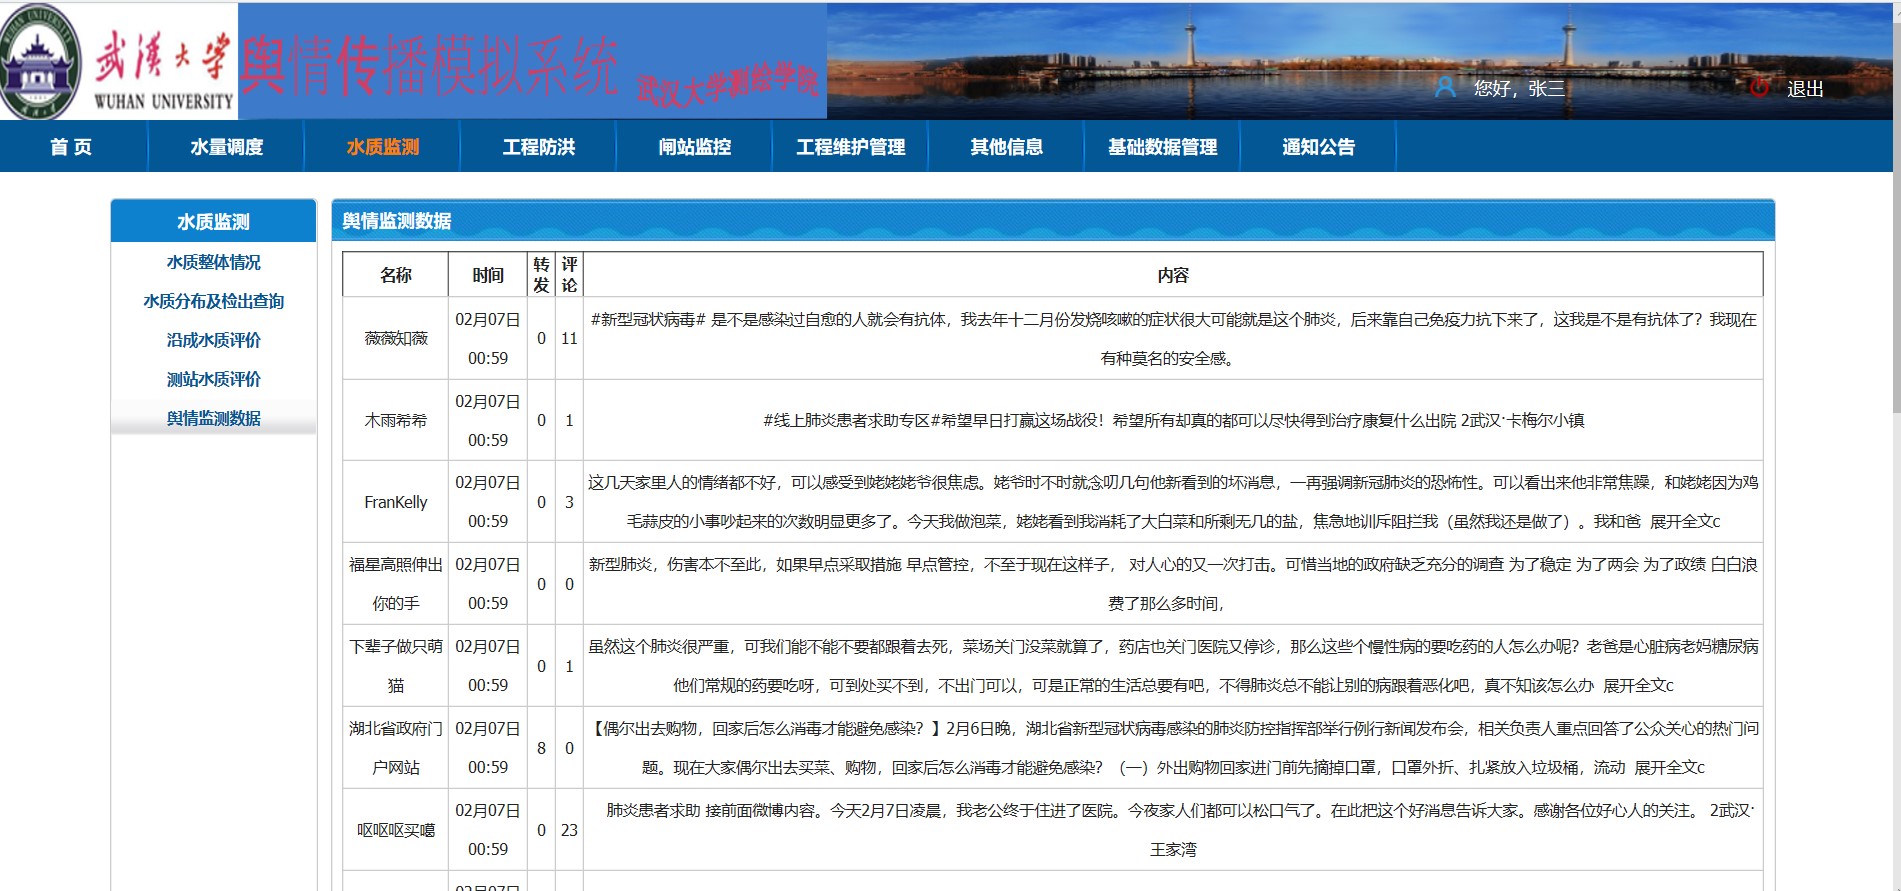 武漢大学
WUHAN UNIVERSITY
舆情传播模拟系统
武汉大学测绘学院
您好，张三
退出
首 页
水量调度
水质监测
工程防洪
闸站监控
工程维护管理
其他信息
基础数据管理
通知公告
水质监测
水质整体情况
水质分布及检出查询
沿成水质评价
测站水质评价
舆情监测数据
舆情监测数据
名称
时间
转发
评论
内容
薇薇知薇
02月07日
00:59
0
11
#新型冠状病毒# 是不是感染过自愈的人就会有抗体，我去年十二月份发烧咳嗽的症状很大可能就是这个肺炎，后来靠自己免疫力抗下来了，这我是不是有抗体了？我现在
有种莫名的安全感。
木雨希希
02月07日
00:59
0
1
#线上肺炎患者求助专区#希望早日打赢这场战役！希望所有却真的都可以尽快得到治疗康复什么出院 2武汉·卡梅尔小镇
FranKelly
02月07日
00:59
0
3
这几天家里人的情绪都不好，可以感受到姥姥姥爷很焦虑。姥爷时不时就念叨几句他新看到的坏消息，一再强调新冠肺炎的恐怖性。可以看出来他非常焦躁，和姥姥因为鸡
毛蒜皮的小事吵起来的次数明显更多了。今天我做泡菜，姥姥看到我消耗了大白菜和所剩无几的盐，焦急地训斥阻拦我（虽然我还是做了）。我和爸 展开全文c
福星高照伸出
你的手
02月07日
00:59
0
0
新型肺炎，伤害本不至此，如果早点采取措施 早点管控，不至于现在这样子， 对人心的又一次打击。可惜当地的政府缺乏充分的调查 为了稳定 为了两会 为了政绩 白白浪
费了那么多时间，
下辈子做只萌
猫
02月07日
00:59
0
1
虽然这个肺炎很严重，可我们能不能不要都跟着去死，菜场关门没菜就算了，药店也关门医院又停诊，那么这些个慢性病的要吃药的人怎么办呢？老爸是心脏病老妈糖尿病
他们常规的药要吃呀，可到处买不到，不出门可以，可是正常的生活总要有吧，不得肺炎总不能让别的病跟着恶化吧，真不知该怎么办 展开全文c
湖北省政府门
户网站
02月07日
00:59
8
0
【偶尔出去购物，回家后怎么消毒才能避免感染？】2月6日晚，湖北省新型冠状病毒感染的肺炎防控指挥部举行例行新闻发布会，相关负责人重点回答了公众关心的热门问
题。现在大家偶尔出去买菜、购物，回家后怎么消毒才能避免感染？（一）外出购物回家进门前先摘掉口罩，口罩外折、扎紧放入垃圾桶，流动 展开全文c
呕呕呕买噶
02月07日
00:59
0
23
肺炎患者求助 接前面微博内容。今天2月7日凌晨，我老公终于住进了医院。今夜家人们都可以松口气了。在此把这个好消息告诉大家。感谢各位好心人的关注。 2武汉·
王家湾
02月07日